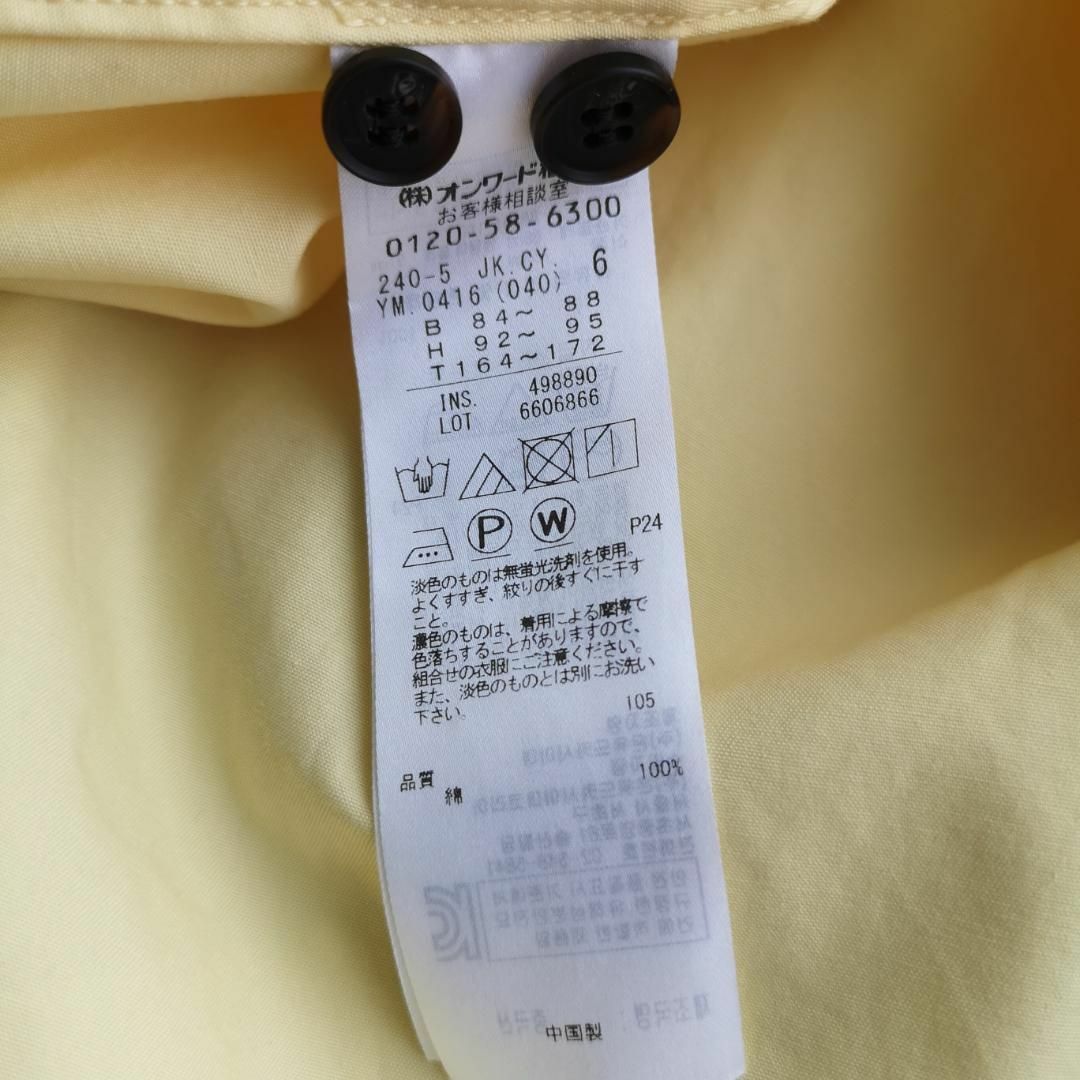 (株)オンワード
お客様相談室
0120-58-6300
240-5 JK.CY. 6
YM.0416 (040)
B 84～ 88
H 92～ 95
T164～172
INS. 498890
LOT 6606866
P W
P24
淡色のものは無蛍光洗剤を使用。
よくすすぎ、絞りの後すぐに干す
こと。
濃色のものは、着用による摩擦で
色落ちすることがありますので、
組合せの衣服にご注意ください。
また、淡色のものとは別にお洗い
下さい。
105
品質
綿 100%
中国製